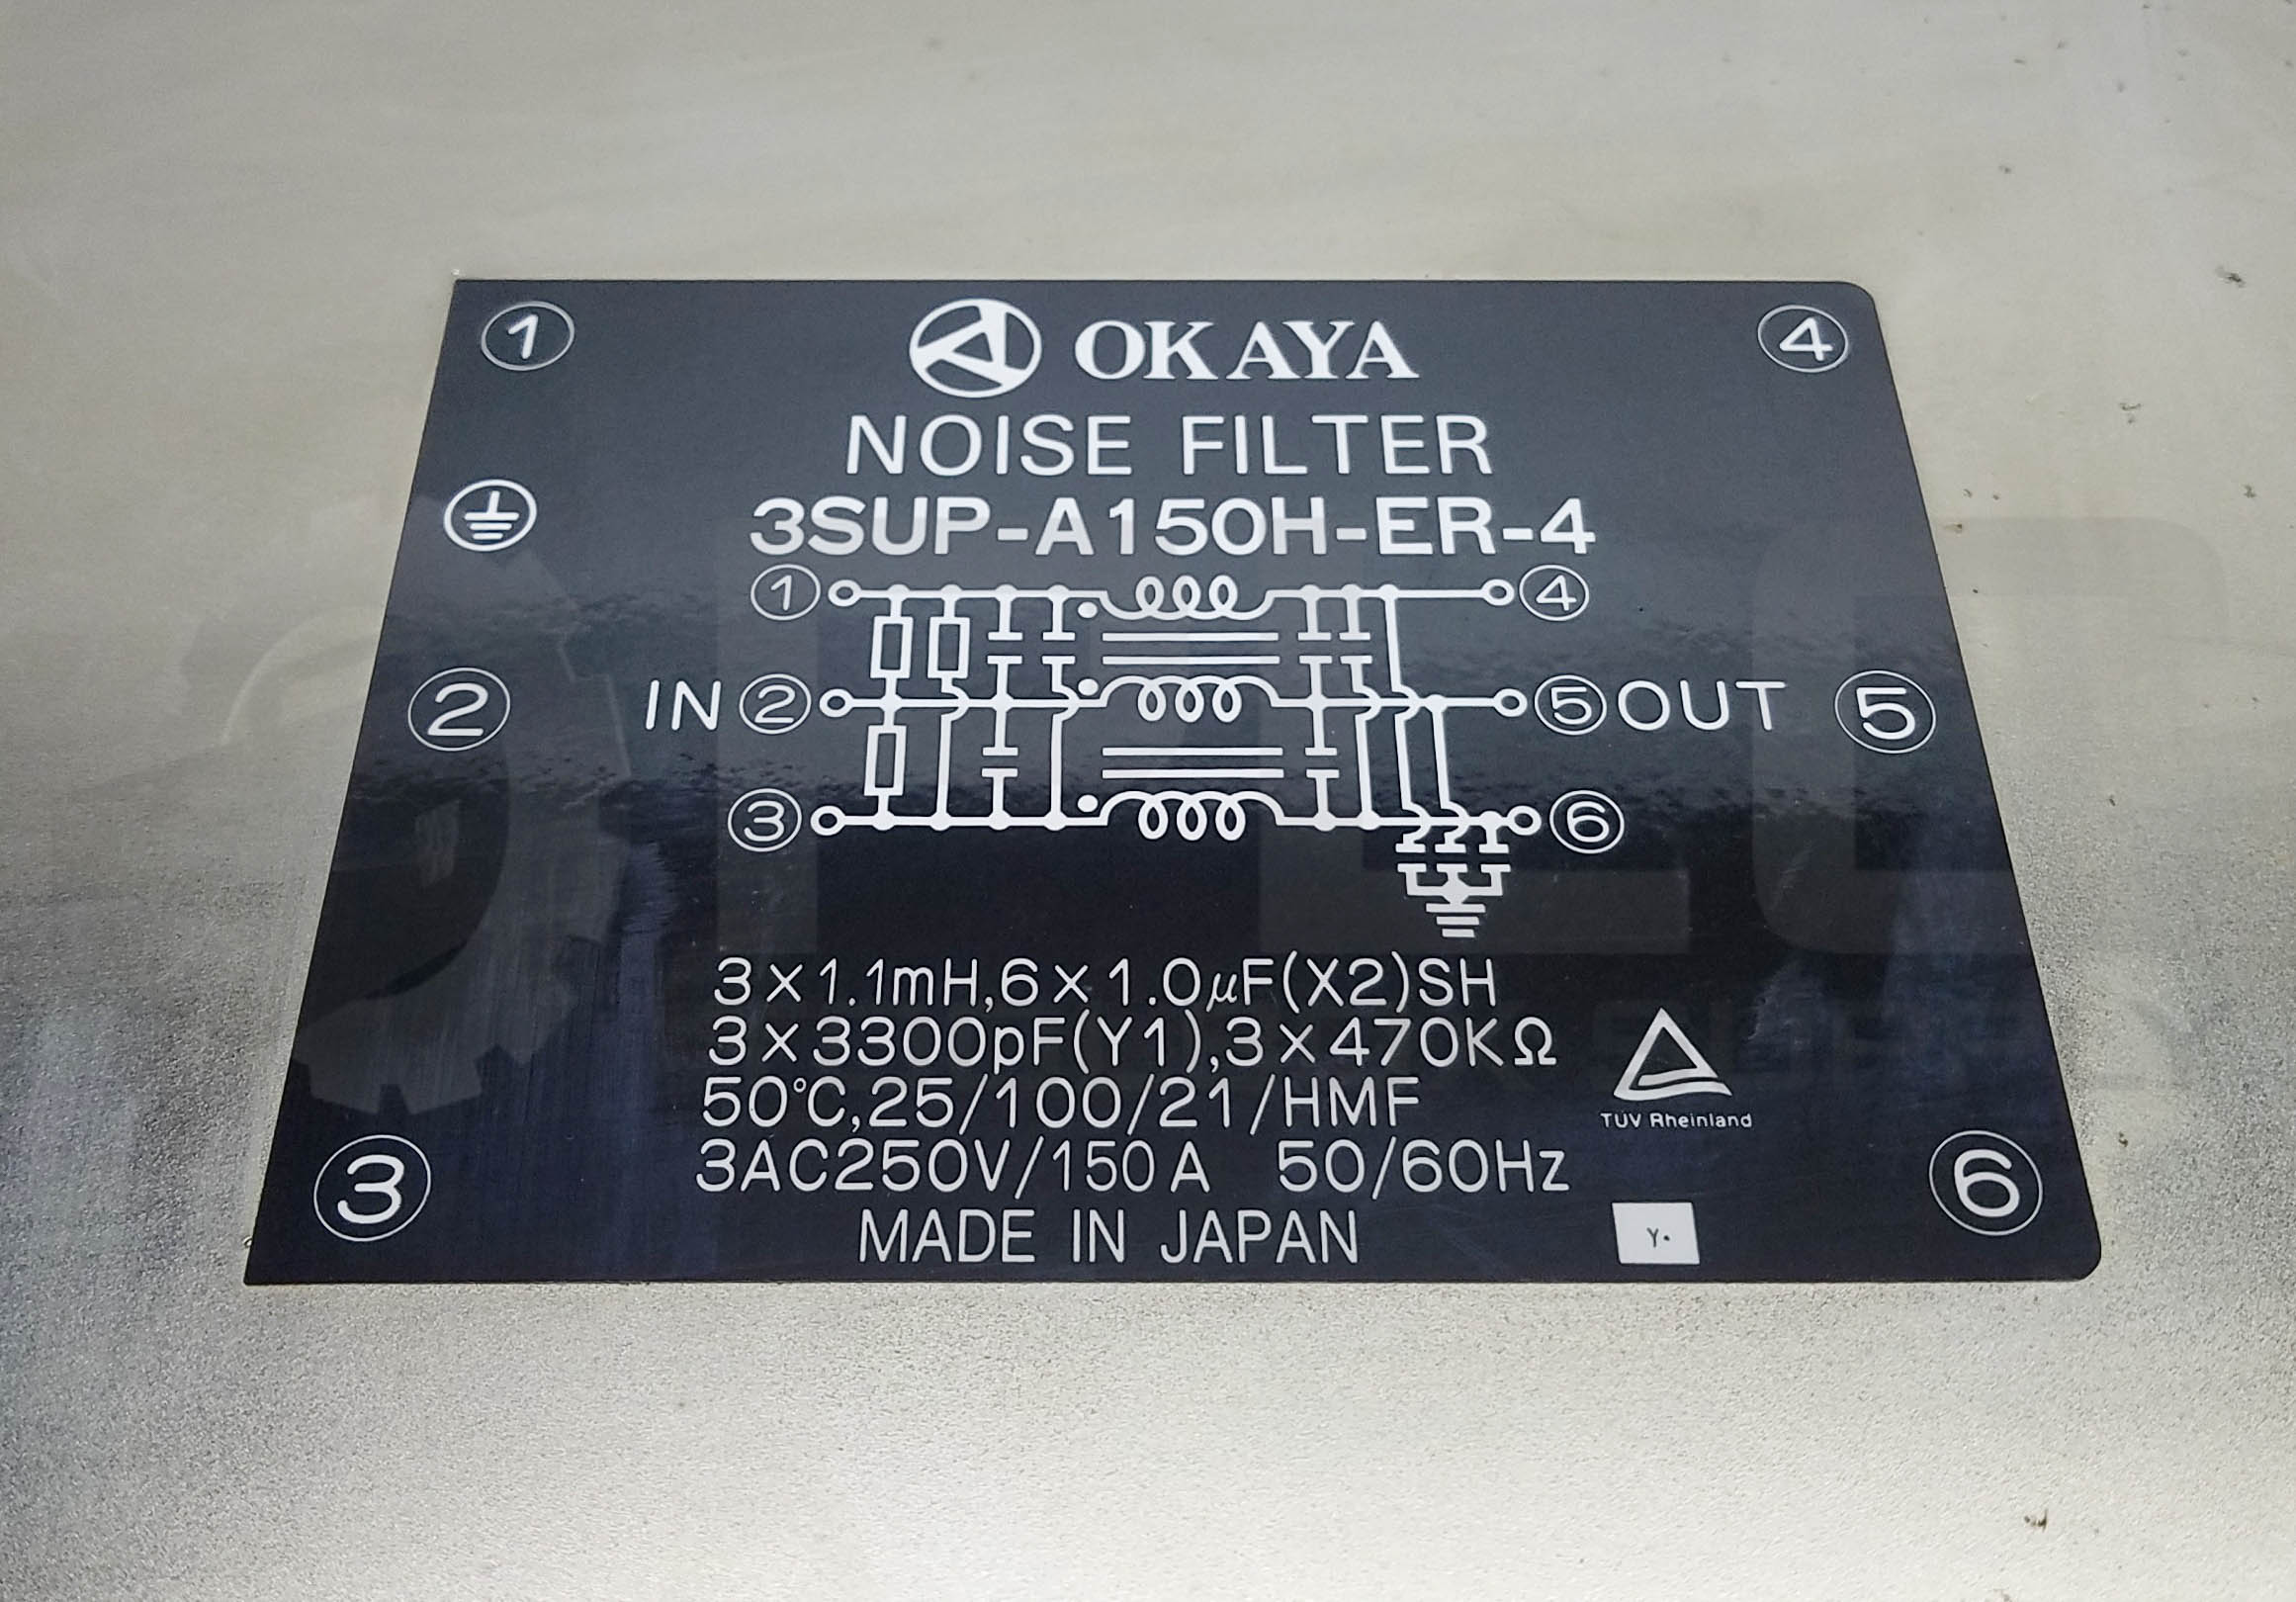 ① OKAYA ④
NOISE FILTER
3SUP-A150H-ER-4
① ④
② IN ② ⑤ OUT ⑤
③ ⑥
3×1.1mH,6×1.0μF(X2)SH
3×3300pF(Y1),3×470KΩ
50℃,25/100/21/HMF
TÜV Rheinland
3AC250V/150A 50/60Hz
③ ⑥
MADE IN JAPAN
Y.